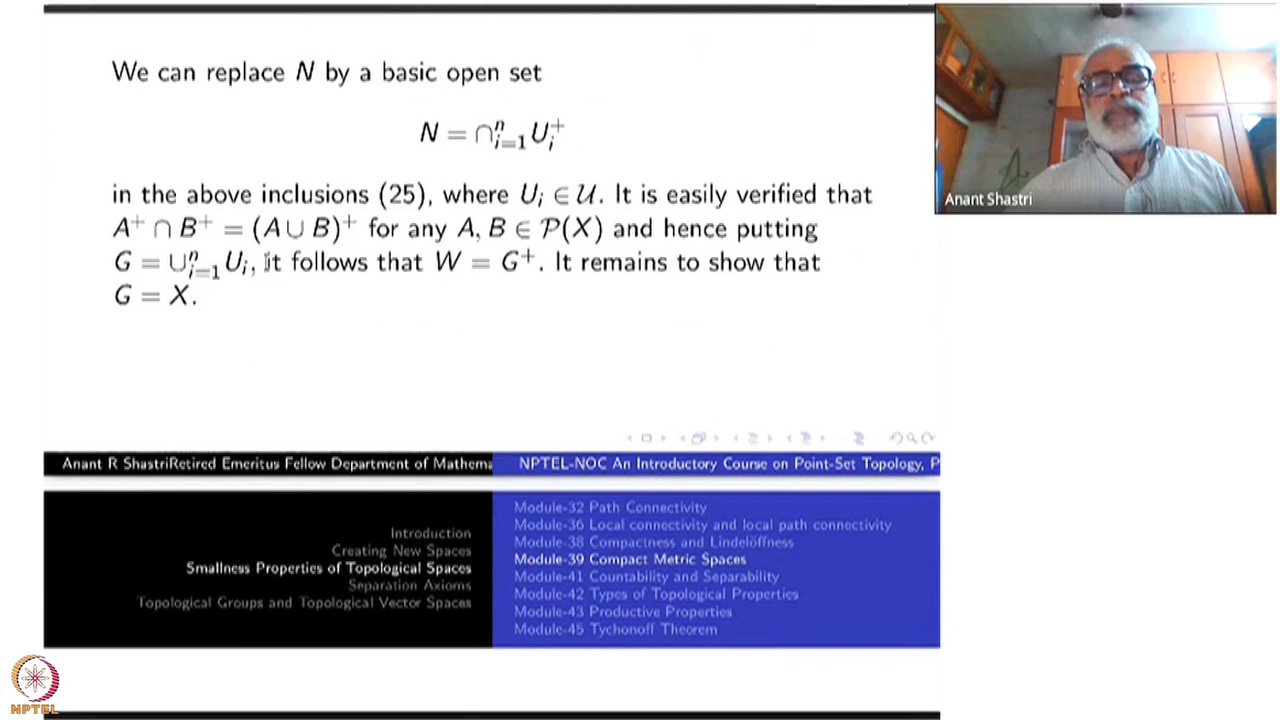 We can replace N by a basic open set
N = ∩ⁿᵢ₌₁ Uᵢ⁺
in the above inclusions (25), where Uᵢ ∈ 𝒰. It is easily verified that
A⁺ ∩ B⁺ = (A ∪ B)⁺ for any A, B ∈ 𝒫(X) and hence putting
G = ∪ⁿᵢ₌₁ Uᵢ, it follows that W = G⁺. It remains to show that
G = X.
Anant Shastri
Anant R ShastriRetired Emeritus Fellow Department of Mathema
NPTEL-NOC An Introductory Course on Point-Set Topology, P
Introduction
Creating New Spaces
Smallness Properties of Topological Spaces
Separation Axioms
Topological Groups and Topological Vector Spaces
Module-32 Path Connectivity
Module-36 Local connectivity and local path connectivity
Module-38 Compactness and Lindelöffness
Module-39 Compact Metric Spaces
Module-41 Countability and Separability
Module-42 Types of Topological Properties
Module-43 Productive Properties
Module-45 Tychonoff Theorem
NPTEL